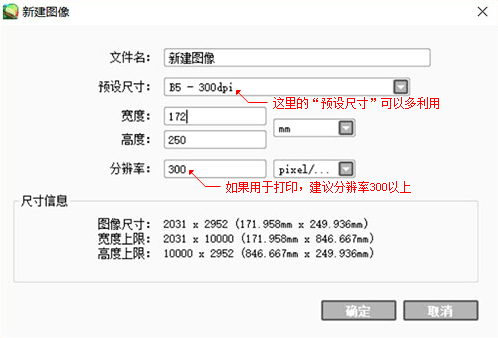 新建图像
文件名： 新建图像
预设尺寸： B5 - 300dpi
这里的“预设尺寸”可以多利用
宽度： 172
mm
高度： 250
分辨率： 300 pixel/...
如果用于打印，建议分辨率300以上
尺寸信息
图像尺寸： 2031 x 2952 (171.958mm x 249.936mm)
宽度上限： 2031 x 10000 (171.958mm x 846.667mm)
高度上限： 10000 x 2952 (846.667mm x 249.936mm)
确定 取消